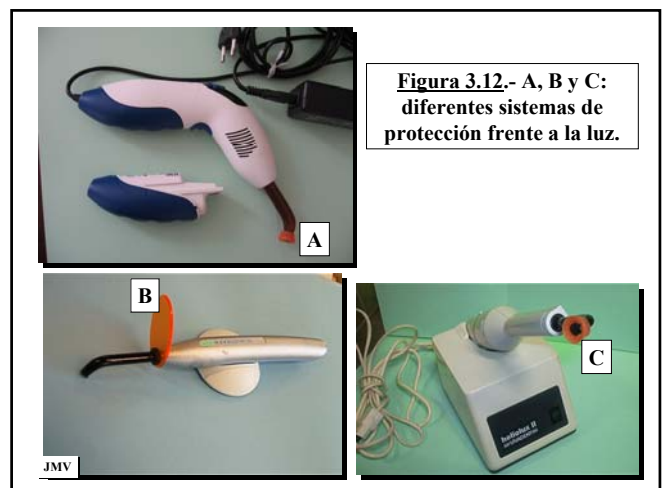 Figura 3.12.- A, B y C:
diferentes sistemas de
protección frente a la luz.
A
B
C
heliolux II
JMV